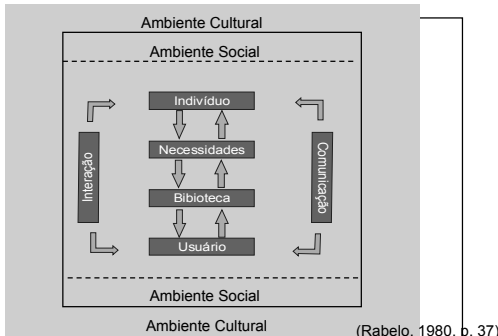 Ambiente Cultural
Ambiente Social
Indivíduo
Necessidades
Interação
Comunicação
Bibioteca
Usuário
Ambiente Social
Ambiente Cultural
(Rabelo, 1980, p. 37)